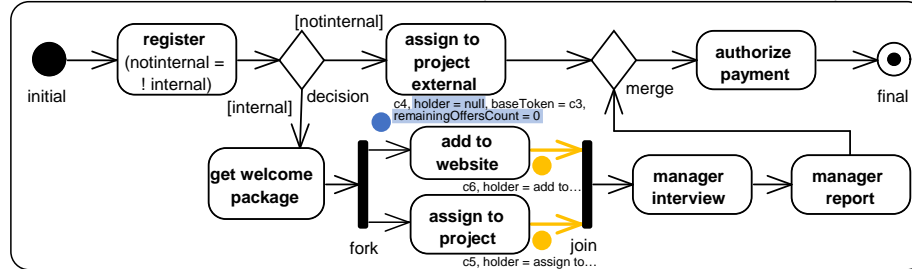 [notinternal]
register
(notinternal =
! internal)
assign to
project
external
authorize
payment
initial
decision
merge
final
[internal]
c4, holder = null, baseToken = c3,
remainingOffersCount = 0
get welcome
package
add to
website
c6, holder = add to…
manager
interview
manager
report
assign to
project
fork
join
c5, holder = assign to…